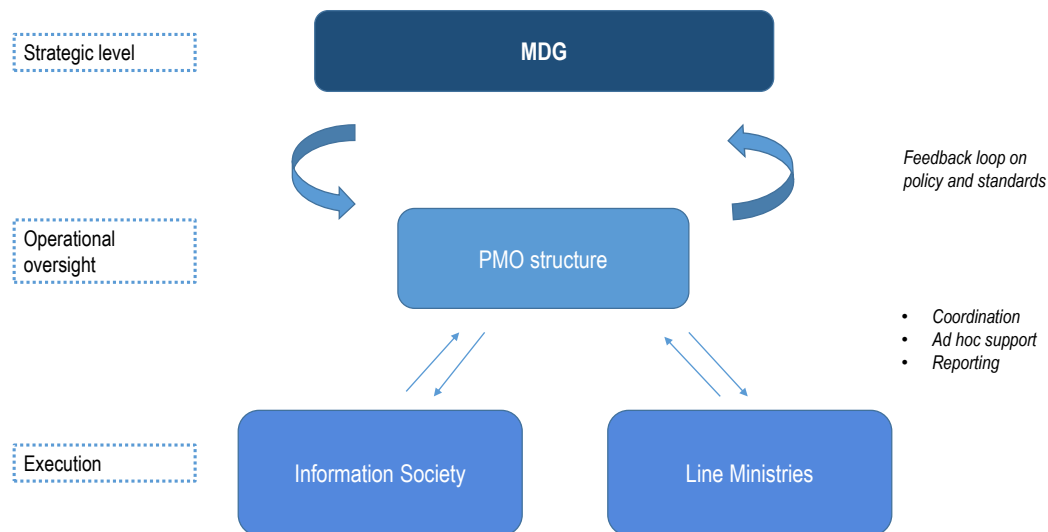 Strategic level
MDG
Feedback loop on
policy and standards
Operational
oversight
PMO structure
• Coordination
• Ad hoc support
• Reporting
Execution
Information Society
Line Ministries